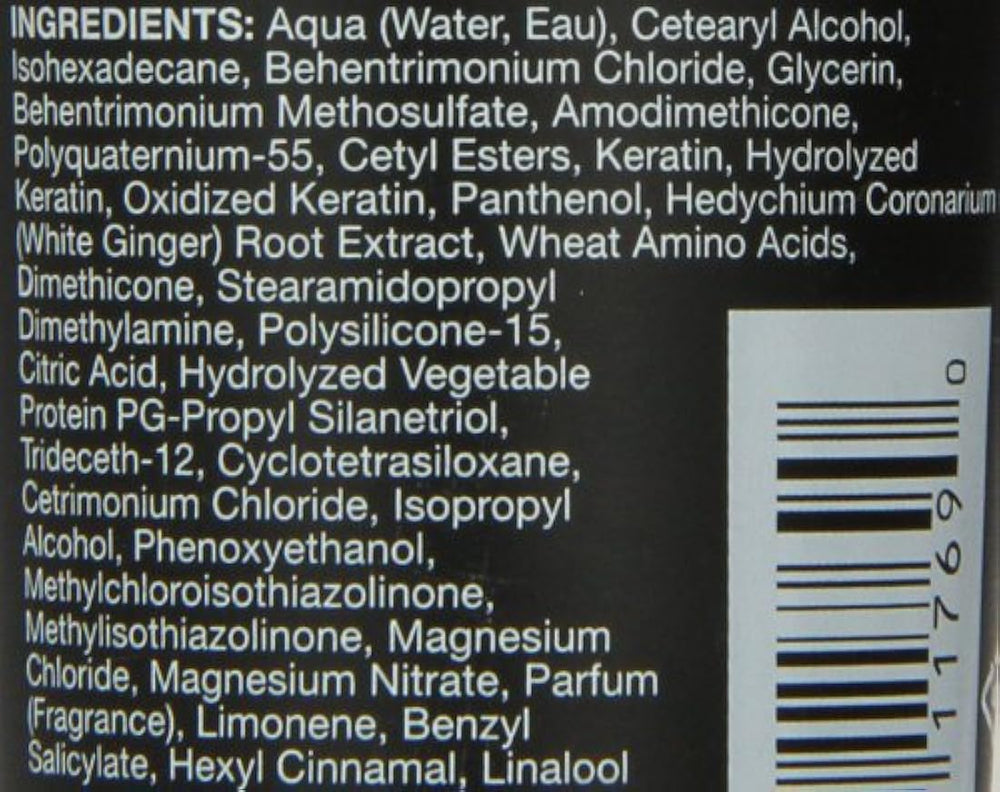 INGREDIENTS: Aqua (Water, Eau), Cetearyl Alcohol,
Isohexadecane, Behentrimonium Chloride, Glycerin,
Behentrimonium Methosulfate, Amodimethicone,
Polyquaternium-55, Cetyl Esters, Keratin, Hydrolyzed
Keratin, Oxidized Keratin, Panthenol, Hedychium Coronarium
(White Ginger) Root Extract, Wheat Amino Acids,
Dimethicone, Stearamidopropyl
Dimethylamine, Polysilicone-15,
Citric Acid, Hydrolyzed Vegetable
Protein PG-Propyl Silanetriol,
Trideceth-12, Cyclotetrasiloxane,
Cetrimonium Chloride, Isopropyl
Alcohol, Phenoxyethanol,
Methylchloroisothiazolinone,
Methylisothiazolinone, Magnesium
Chloride, Magnesium Nitrate, Parfum
(Fragrance), Limonene, Benzyl
Salicylate, Hexyl Cinnamal, Linalool
11769 0